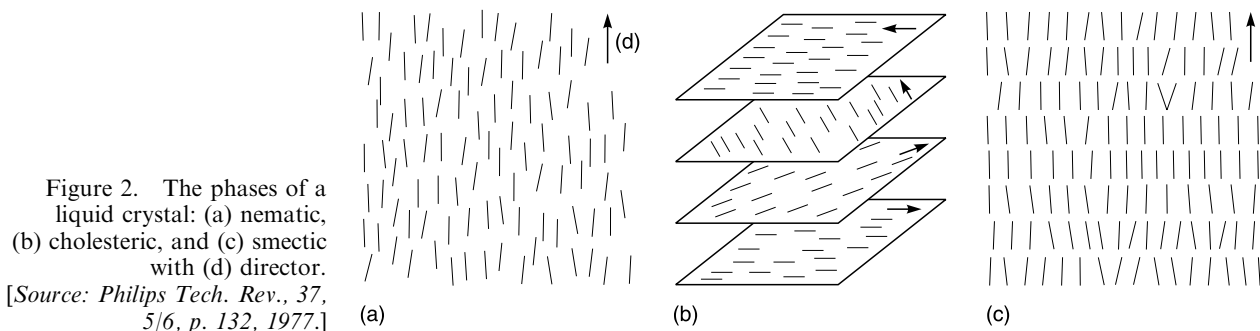 Figure 2. The phases of a
liquid crystal: (a) nematic,
(b) cholesteric, and (c) smectic
with (d) director.
[Source: Philips Tech. Rev., 37,
5/6, p. 132, 1977.]
(d)
(a)
(b)
(c)